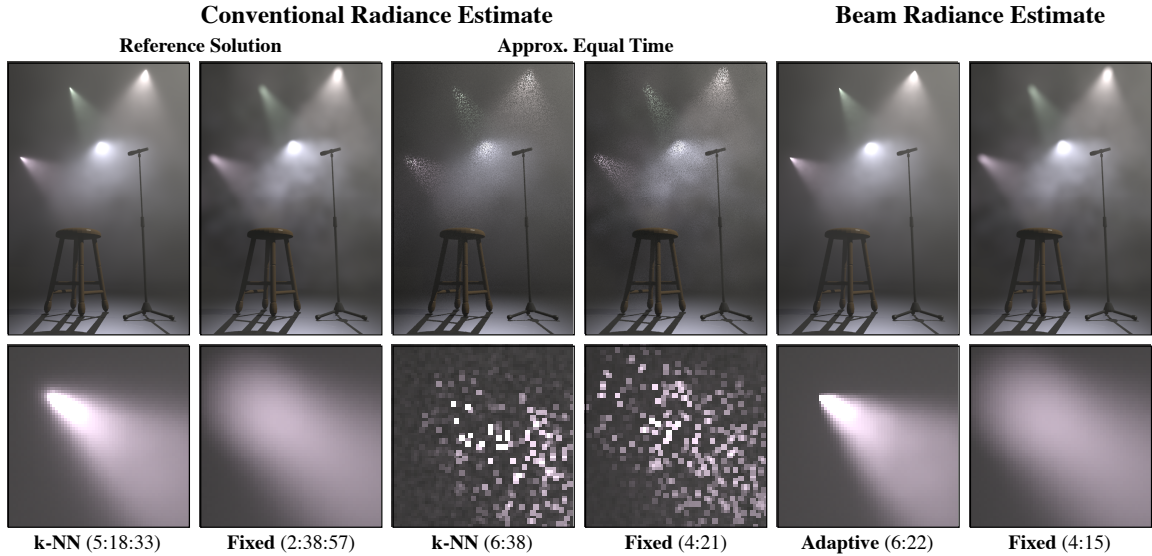 Conventional Radiance Estimate
Beam Radiance Estimate
Reference Solution
Approx. Equal Time
k-NN (5:18:33)
Fixed (2:38:57)
k-NN (6:38)
Fixed (4:21)
Adaptive (6:22)
Fixed (4:15)